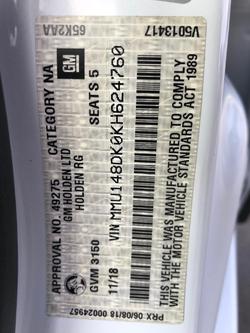 65K2AA
V5013417
GM
CATEGORY NA
SEATS 5
APPROVAL NO. 49275
GM HOLDEN LTD
HOLDEN RG
GVM 3150
VIN MMU148DK0KH624760
11/18
THIS VEHICLE WAS MANUFACTURED TO COMPLY
WITH THE MOTOR VEHICLE STANDARDS ACT 1989
PRX 06/08/18 00024957